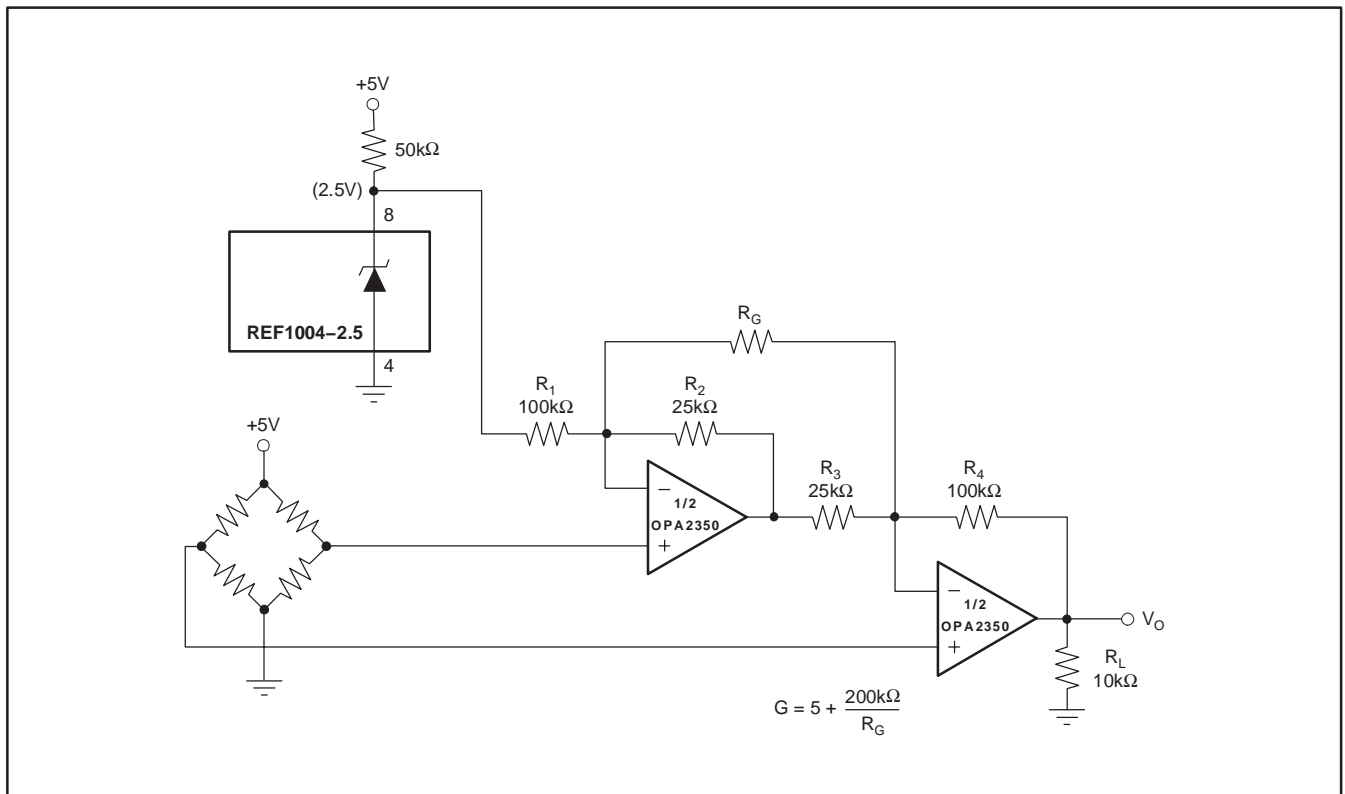 +5V
50kΩ
(2.5V)
8
REF1004–2.5
4
R_G
R_1
100kΩ
R_2
25kΩ
+5V
R_3
25kΩ
R_4
100kΩ
–
1/2
OPA2350
+
–
1/2
OPA2350
+
V_O
R_L
10kΩ
G = 5 + 200kΩ / R_G